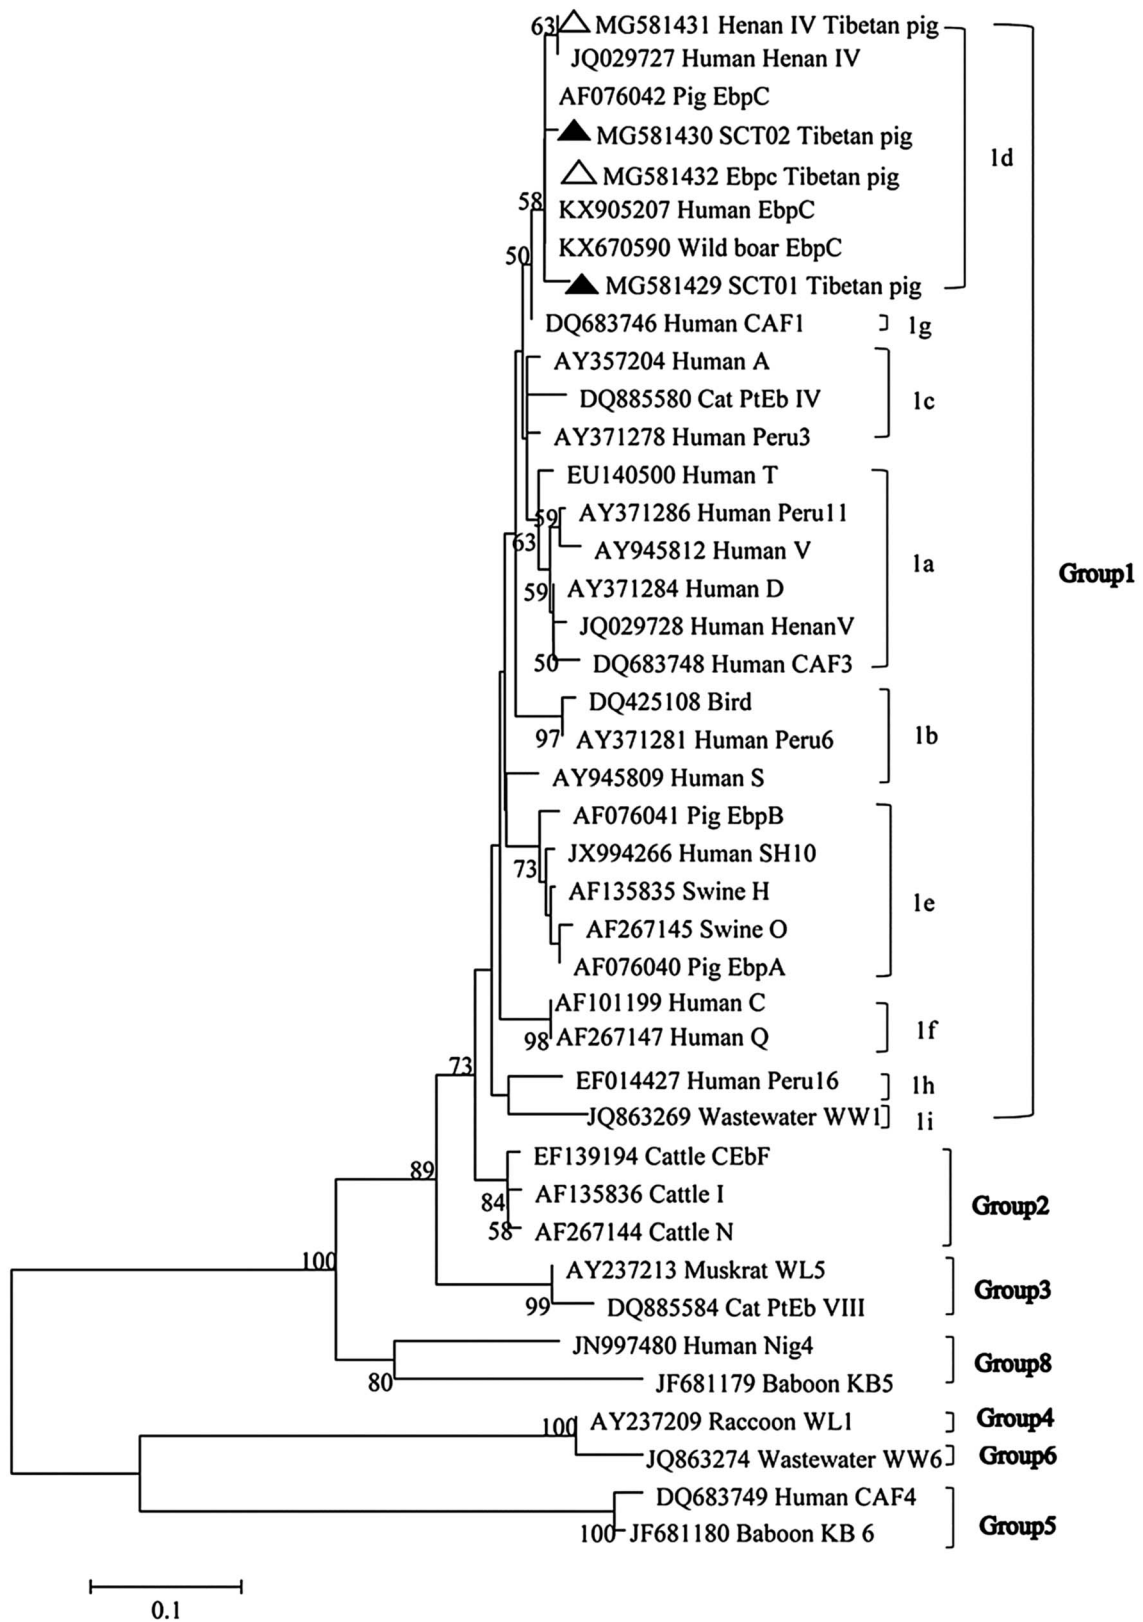 63 MG581431 Henan IV Tibetan pig
JQ029727 Human Henan IV
AF076042 Pig EbpC
MG581430 SCT02 Tibetan pig
1d
MG581432 Ebpc Tibetan pig
58 KX905207 Human EbpC
50 KX670590 Wild boar EbpC
MG581429 SCT01 Tibetan pig
DQ683746 Human CAF1 1g
AY357204 Human A
DQ885580 Cat PtEb IV 1c
AY371278 Human Peru3
EU140500 Human T
59 AY371286 Human Peru11
63 AY945812 Human V
1a
Group1
59 AY371284 Human D
JQ029728 Human HenanV
50 DQ683748 Human CAF3
DQ425108 Bird
97 AY371281 Human Peru6 1b
AY945809 Human S
AF076041 Pig EbpB
73 JX994266 Human SH10
AF135835 Swine H 1e
AF267145 Swine O
AF076040 Pig EbpA
AF101199 Human C
98 AF267147 Human Q 1f
73 EF014427 Human Peru16 1h
JQ863269 Wastewater WW1 1i
EF139194 Cattle CEbF
89
84 AF135836 Cattle I Group2
58 AF267144 Cattle N
100 AY237213 Muskrat WL5
Group3
99 DQ885584 Cat PtEb VIII
JN997480 Human Nig4
Group8
80 JF681179 Baboon KB5
100 AY237209 Raccoon WL1 Group4
JQ863274 Wastewater WW6 Group6
DQ683749 Human CAF4
Group5
100 JF681180 Baboon KB 6
0.1